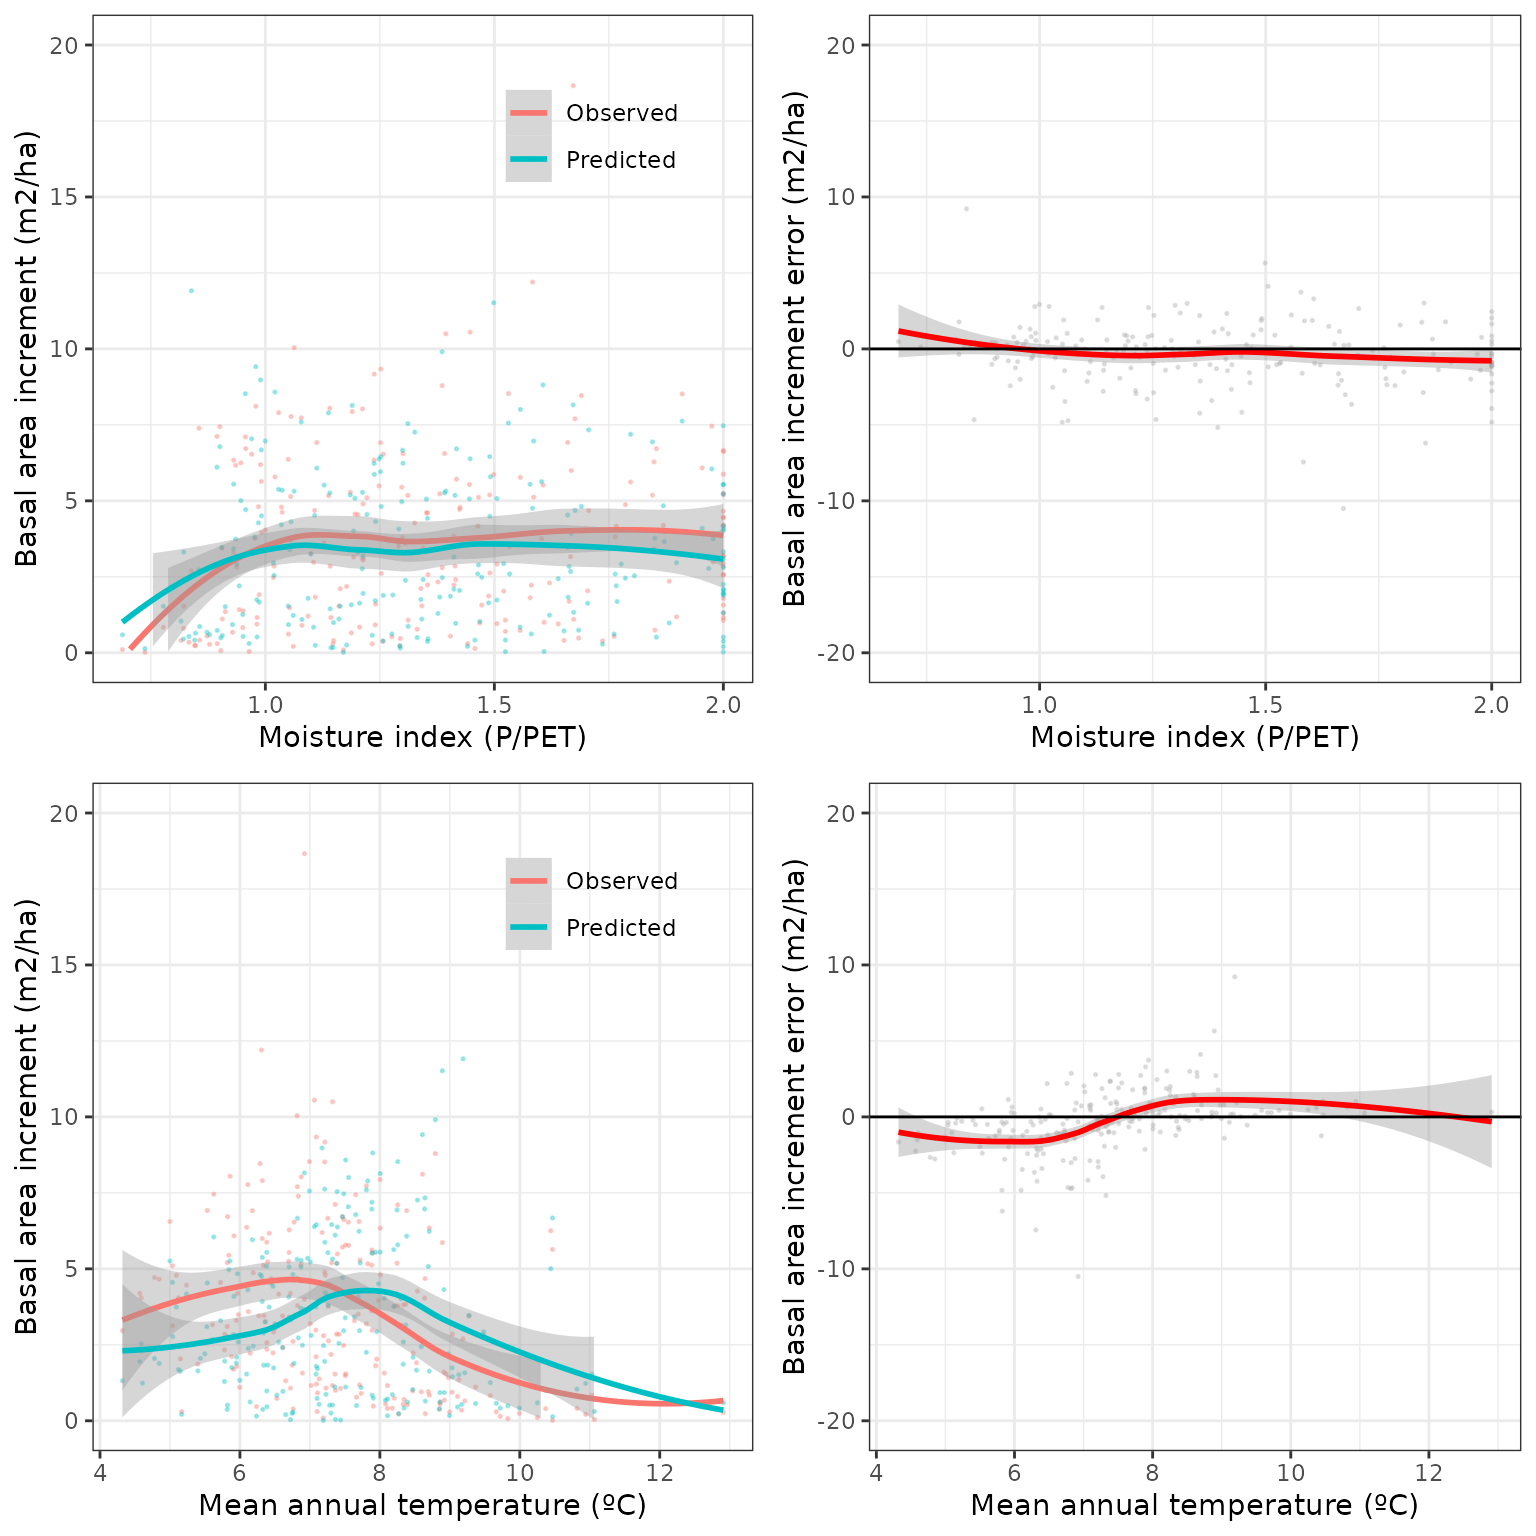 Basal area increment (m2/ha)
20
15
10
5
0
Observed
Predicted
1.0 1.5 2.0
Moisture index (P/PET)
Basal area increment error (m2/ha)
20
10
0
-10
-20
1.0 1.5 2.0
Moisture index (P/PET)
Basal area increment (m2/ha)
20
15
10
5
0
Observed
Predicted
4 6 8 10 12
Mean annual temperature (ºC)
Basal area increment error (m2/ha)
20
10
0
-10
-20
4 6 8 10 12
Mean annual temperature (ºC)